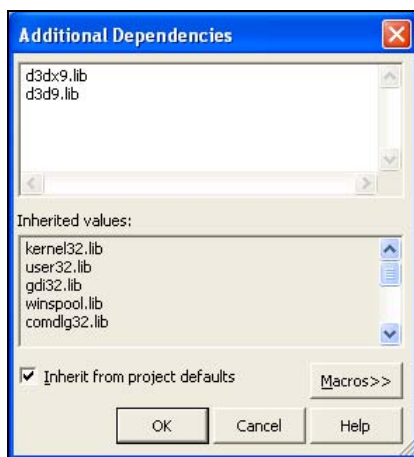 Additional Dependencies
d3dx9.lib
d3d9.lib
Inherited values:
kernel32.lib
user32.lib
gdi32.lib
winspool.lib
comdlg32.lib
Inherit from project defaults
Macros>>
OK
Cancel
Help